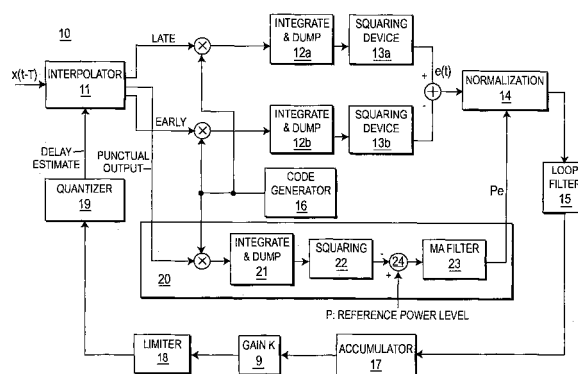 10
x(t-T)
INTERPOLATOR
11
LATE
EARLY
INTEGRATE
& DUMP
12a
SQUARING
DEVICE
13a
e(t)
+
+
-
NORMALIZATION
14
INTEGRATE
& DUMP
12b
SQUARING
DEVICE
13b
DELAY
ESTIMATE
PUNCTUAL
OUTPUT
CODE
GENERATOR
16
Pe
LOOP
FILTER
15
QUANTIZER
19
20
INTEGRATE
& DUMP
21
SQUARING
22
-
24
+
MA FILTER
23
P: REFERENCE POWER LEVEL
LIMITER
18
GAIN K
9
ACCUMULATOR
17